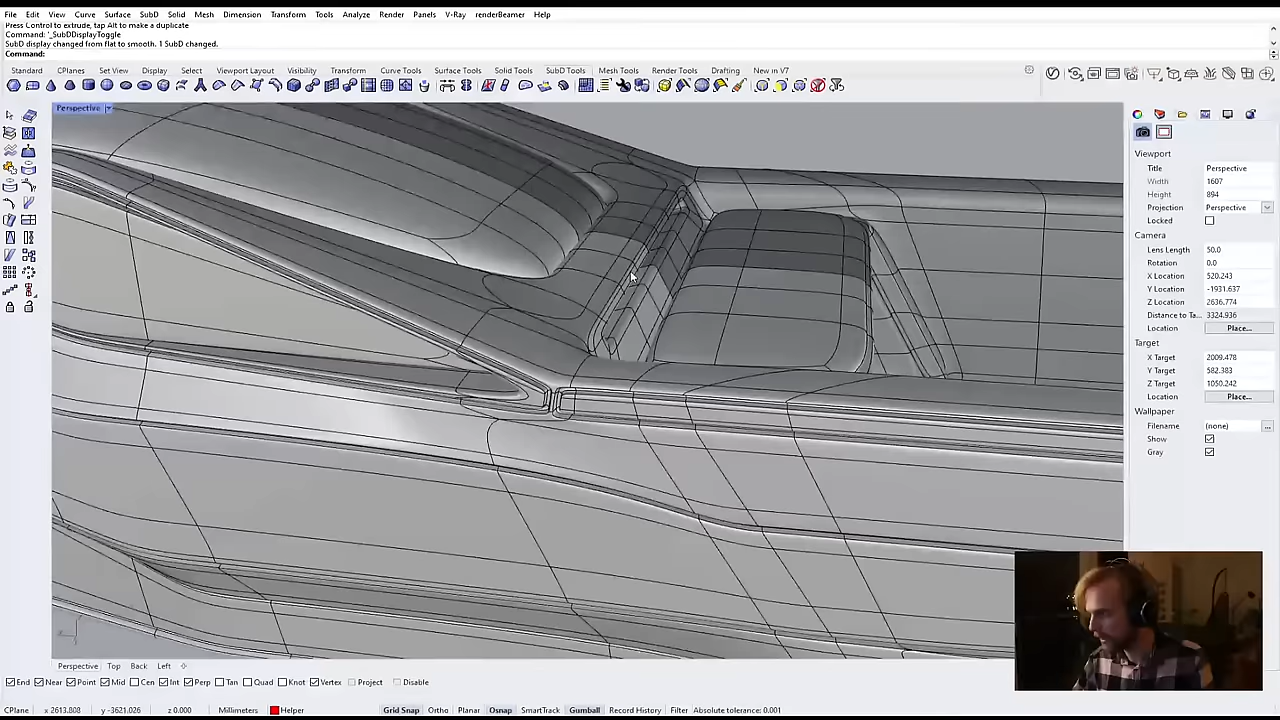 File Edit View Curve Surface SubD Solid Mesh Dimension Transform Tools Analyze Render Panels V-Ray renderBeamer Help
Press Control to extrude, tap Alt to make a duplicate
Command: '_SubDDisplayToggle
SubD display changed from flat to smooth. 1 SubD changed.
Command:
Standard CPlanes Set View Display Select Viewport Layout Visibility Transform Curve Tools Surface Tools Solid Tools SubD Tools Mesh Tools Render Tools Drafting New in V7
Perspective
Viewport
Title Perspective
Width 1607
Height 894
Projection Perspective
Locked
Camera
Lens Length 50.0
Rotation 0.0
X Location 520.243
Y Location -1931.637
Z Location 2636.774
Distance to Ta... 3324.936
Location Place...
Target
X Target 2009.478
Y Target 582.383
Z Target 1050.242
Location Place...
Wallpaper
Filename (none) ...
Show
Gray
Perspective Top Back Left
End Near Point Mid Cen Int Perp Tan Quad Knot Vertex Project Disable
CPlane x 2613.808 y -3621.026 z 0.000 Millimeters Helper Grid Snap Ortho Planar Osnap SmartTrack Gumball Record History Filter Absolute tolerance: 0.001